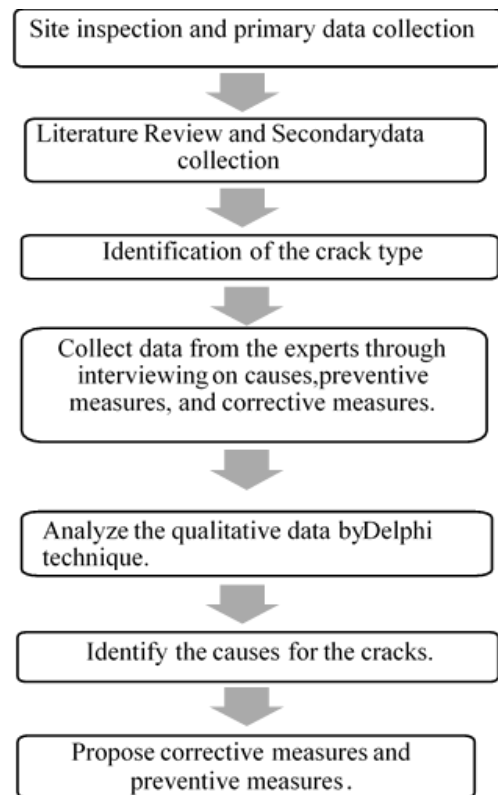 Site inspection and primary data collection
Literature Review and Secondarydata
collection
Identification of the crack type
Collect data from the experts through
interviewing on causes,preventive
measures, and corrective measures.
Analyze the qualitative data byDelphi
technique.
Identify the causes for the cracks.
Propose corrective measures and
preventive measures .